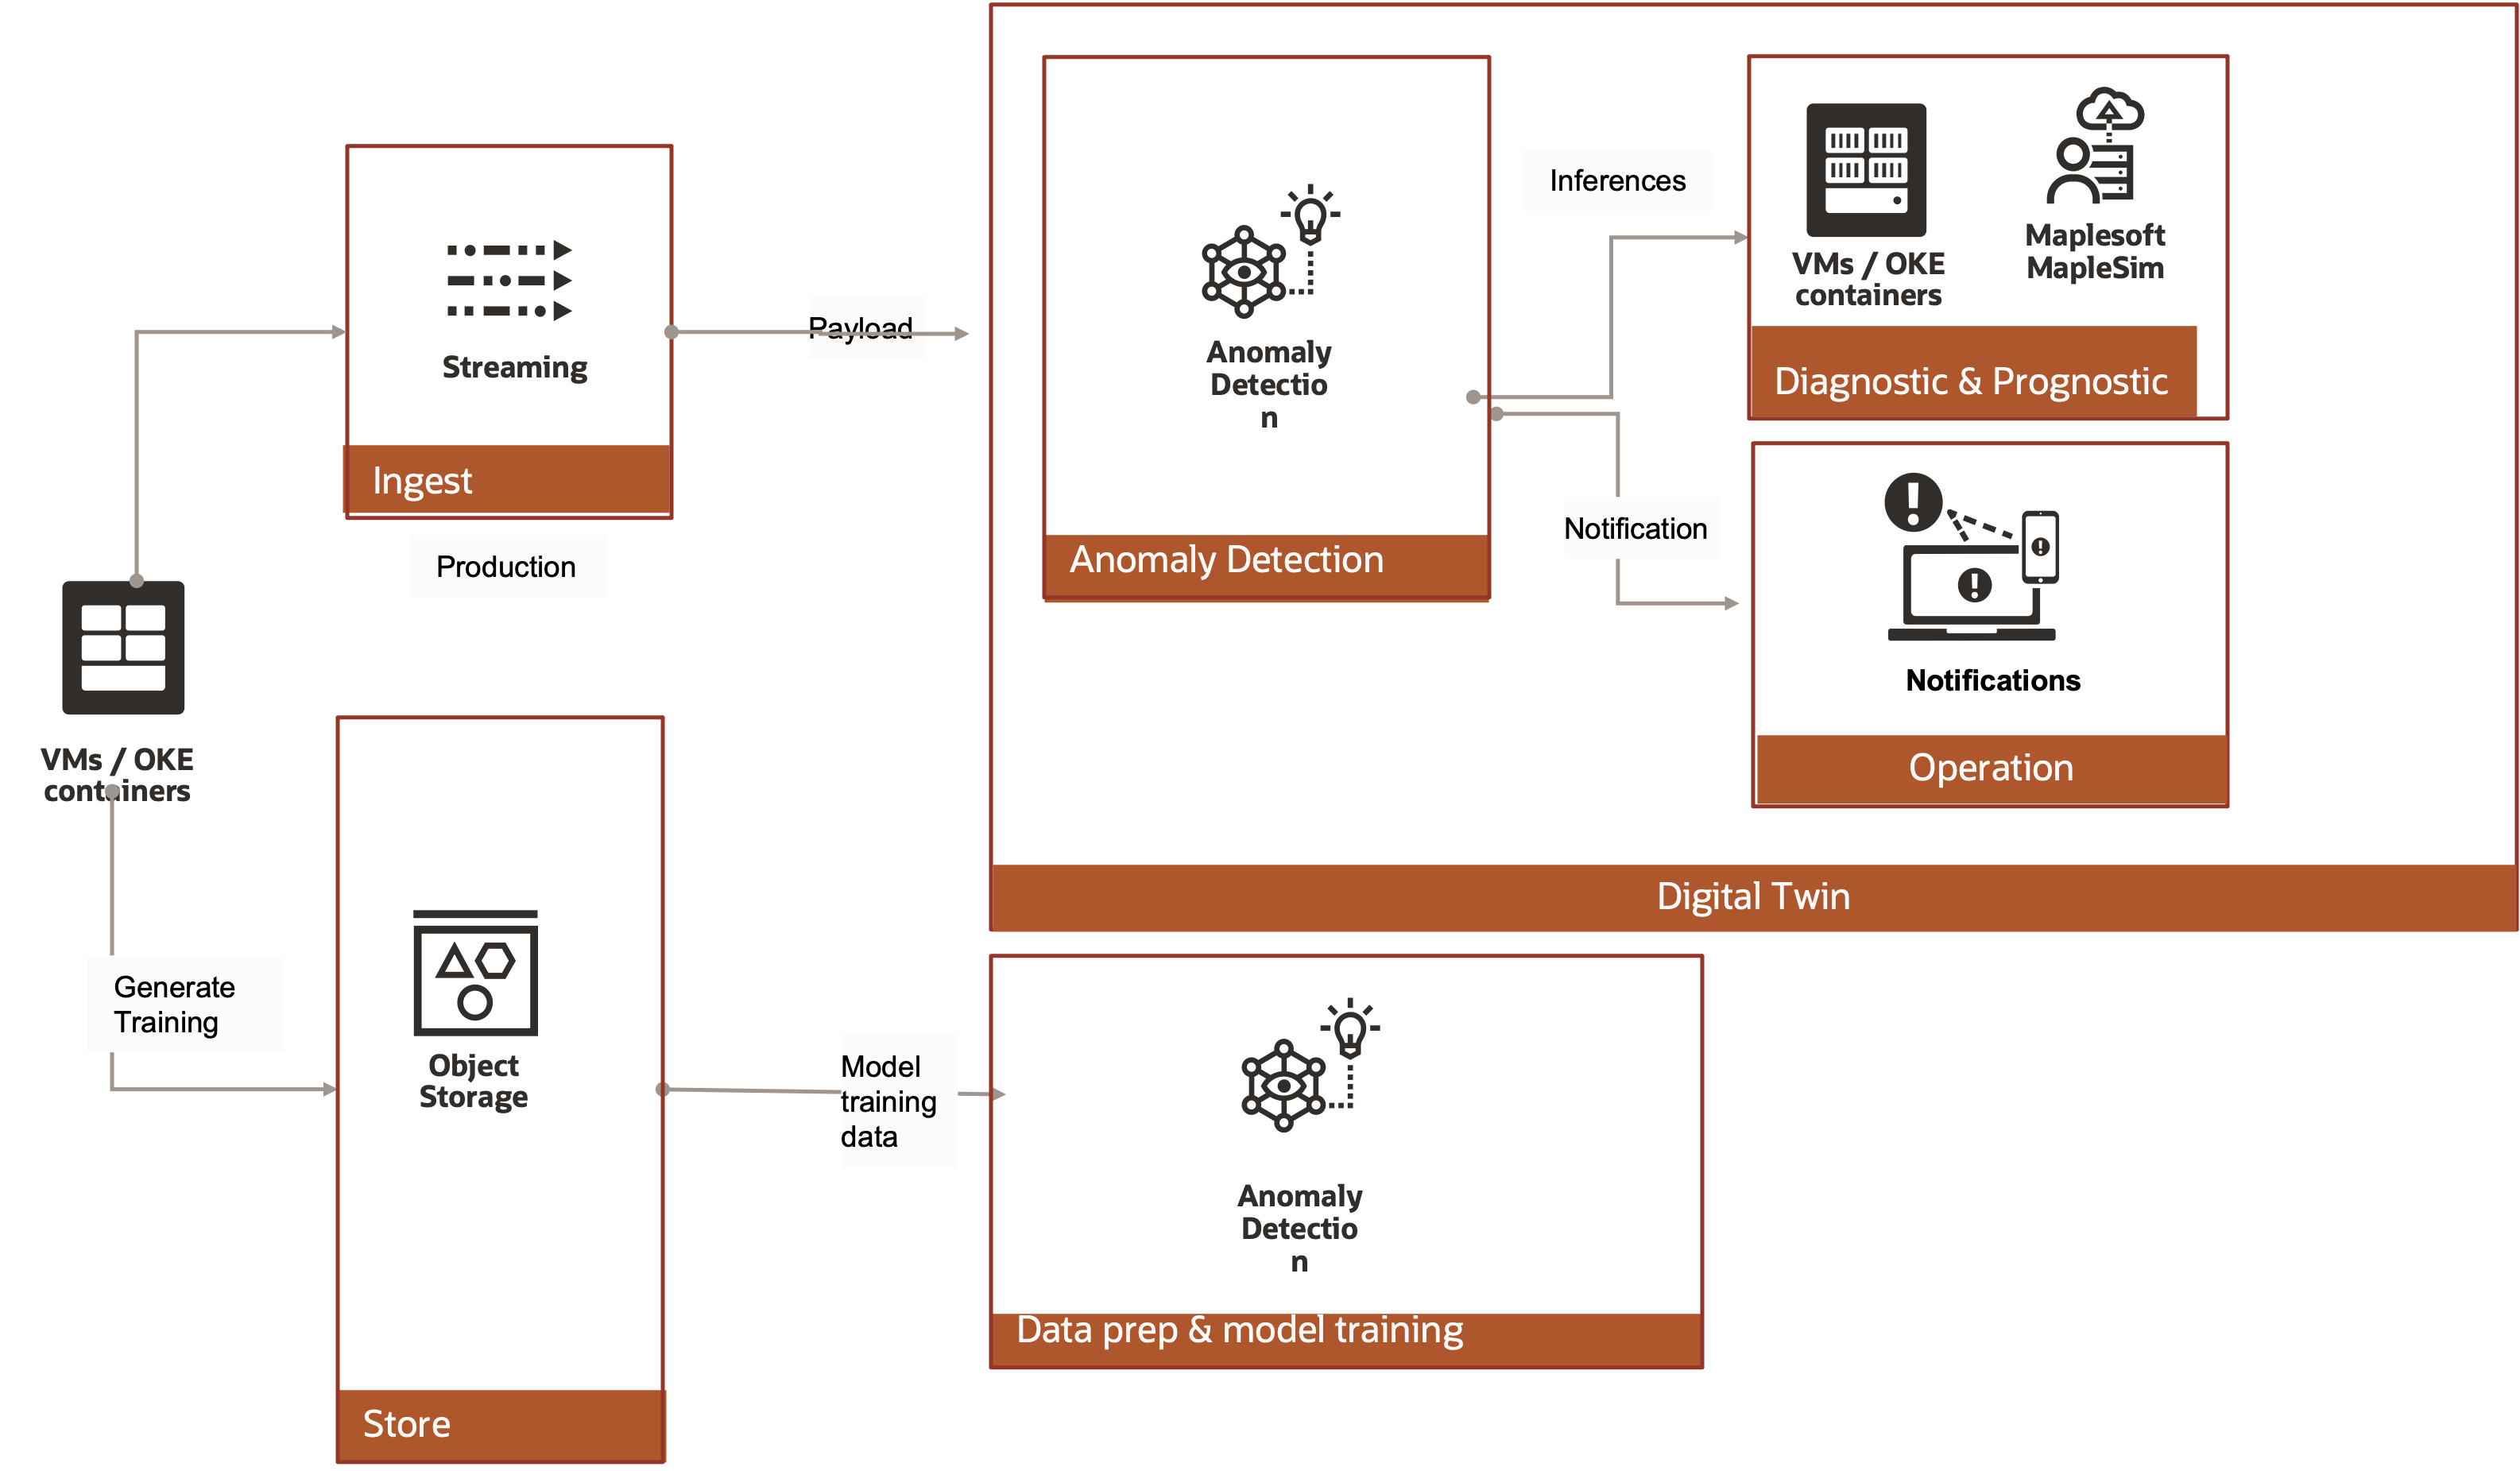 Streaming
Ingest
Production
Payload
VMs / OKE
containers
Generate
Training
Object
Storage
Store
Model
training
data
Anomaly
Detectio
n
Anomaly Detection
Inferences
Notification
VMs / OKE
containers
Maplesoft
MapleSim
Diagnostic & Prognostic
Notifications
Operation
Digital Twin
Anomaly
Detectio
n
Data prep & model training